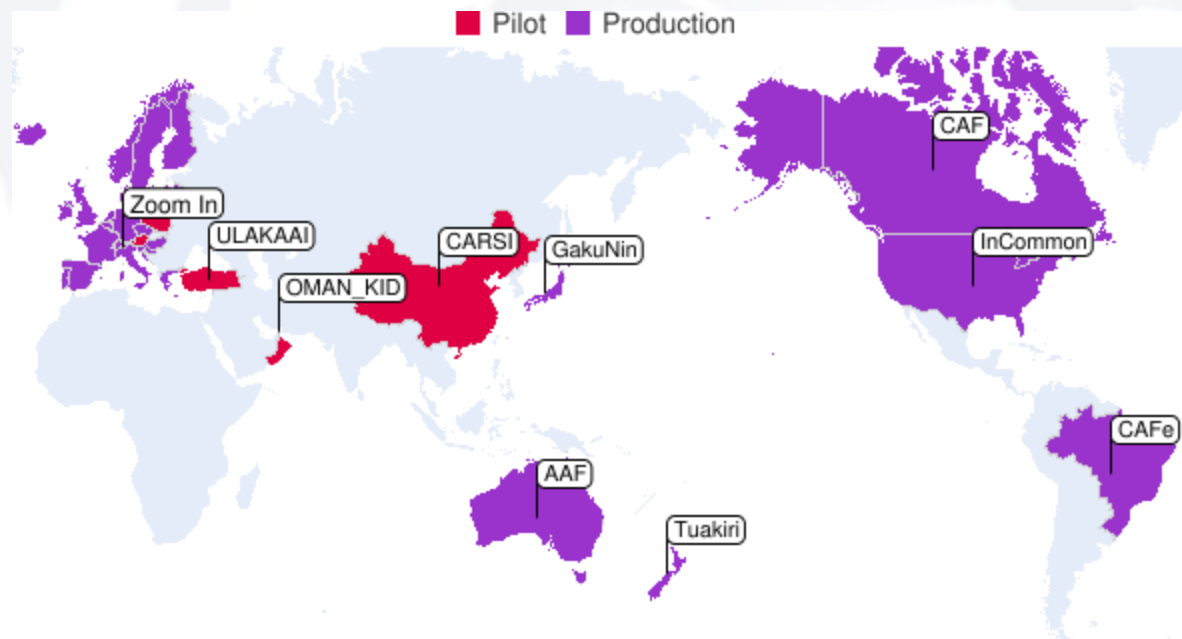 Pilot Production
CAF
Zoom In
ULAKAAI
CARSI
GakuNin
InCommon
OMAN_KID
CAFe
AAF
Tuakiri